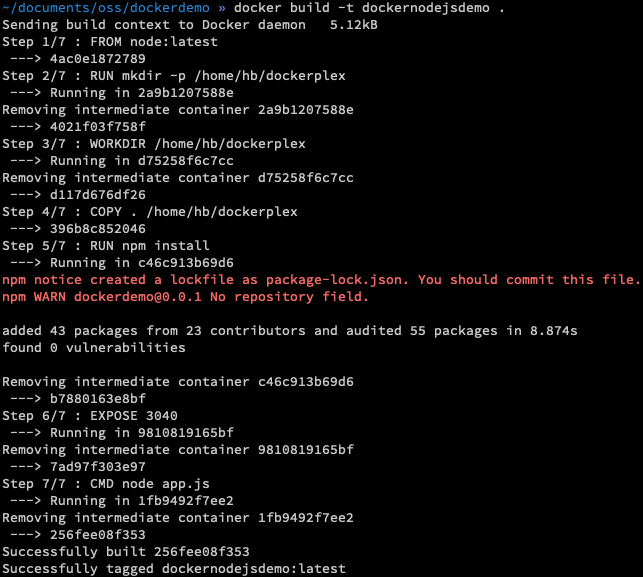 ~/documents/oss/dockerdemo » docker build -t dockernodejsdemo .
Sending build context to Docker daemon   5.12kB
Step 1/7 : FROM node:latest
 ---> 4ac0e1872789
Step 2/7 : RUN mkdir -p /home/hb/dockerplex
 ---> Running in 2a9b1207588e
Removing intermediate container 2a9b1207588e
 ---> 4021f03f758f
Step 3/7 : WORKDIR /home/hb/dockerplex
 ---> Running in d75258f6c7cc
Removing intermediate container d75258f6c7cc
 ---> d117d676df26
Step 4/7 : COPY . /home/hb/dockerplex
 ---> 396b8c852046
Step 5/7 : RUN npm install
 ---> Running in c46c913b69d6
npm notice created a lockfile as package-lock.json. You should commit this file.
npm WARN dockerdemo@0.0.1 No repository field.
added 43 packages from 23 contributors and audited 55 packages in 8.874s
found 0 vulnerabilities
Removing intermediate container c46c913b69d6
 ---> b7880163e8bf
Step 6/7 : EXPOSE 3040
 ---> Running in 9810819165bf
Removing intermediate container 9810819165bf
 ---> 7ad97f303e97
Step 7/7 : CMD node app.js
 ---> Running in 1fb9492f7ee2
Removing intermediate container 1fb9492f7ee2
 ---> 256fee08f353
Successfully built 256fee08f353
Successfully tagged dockernodejsdemo:latest